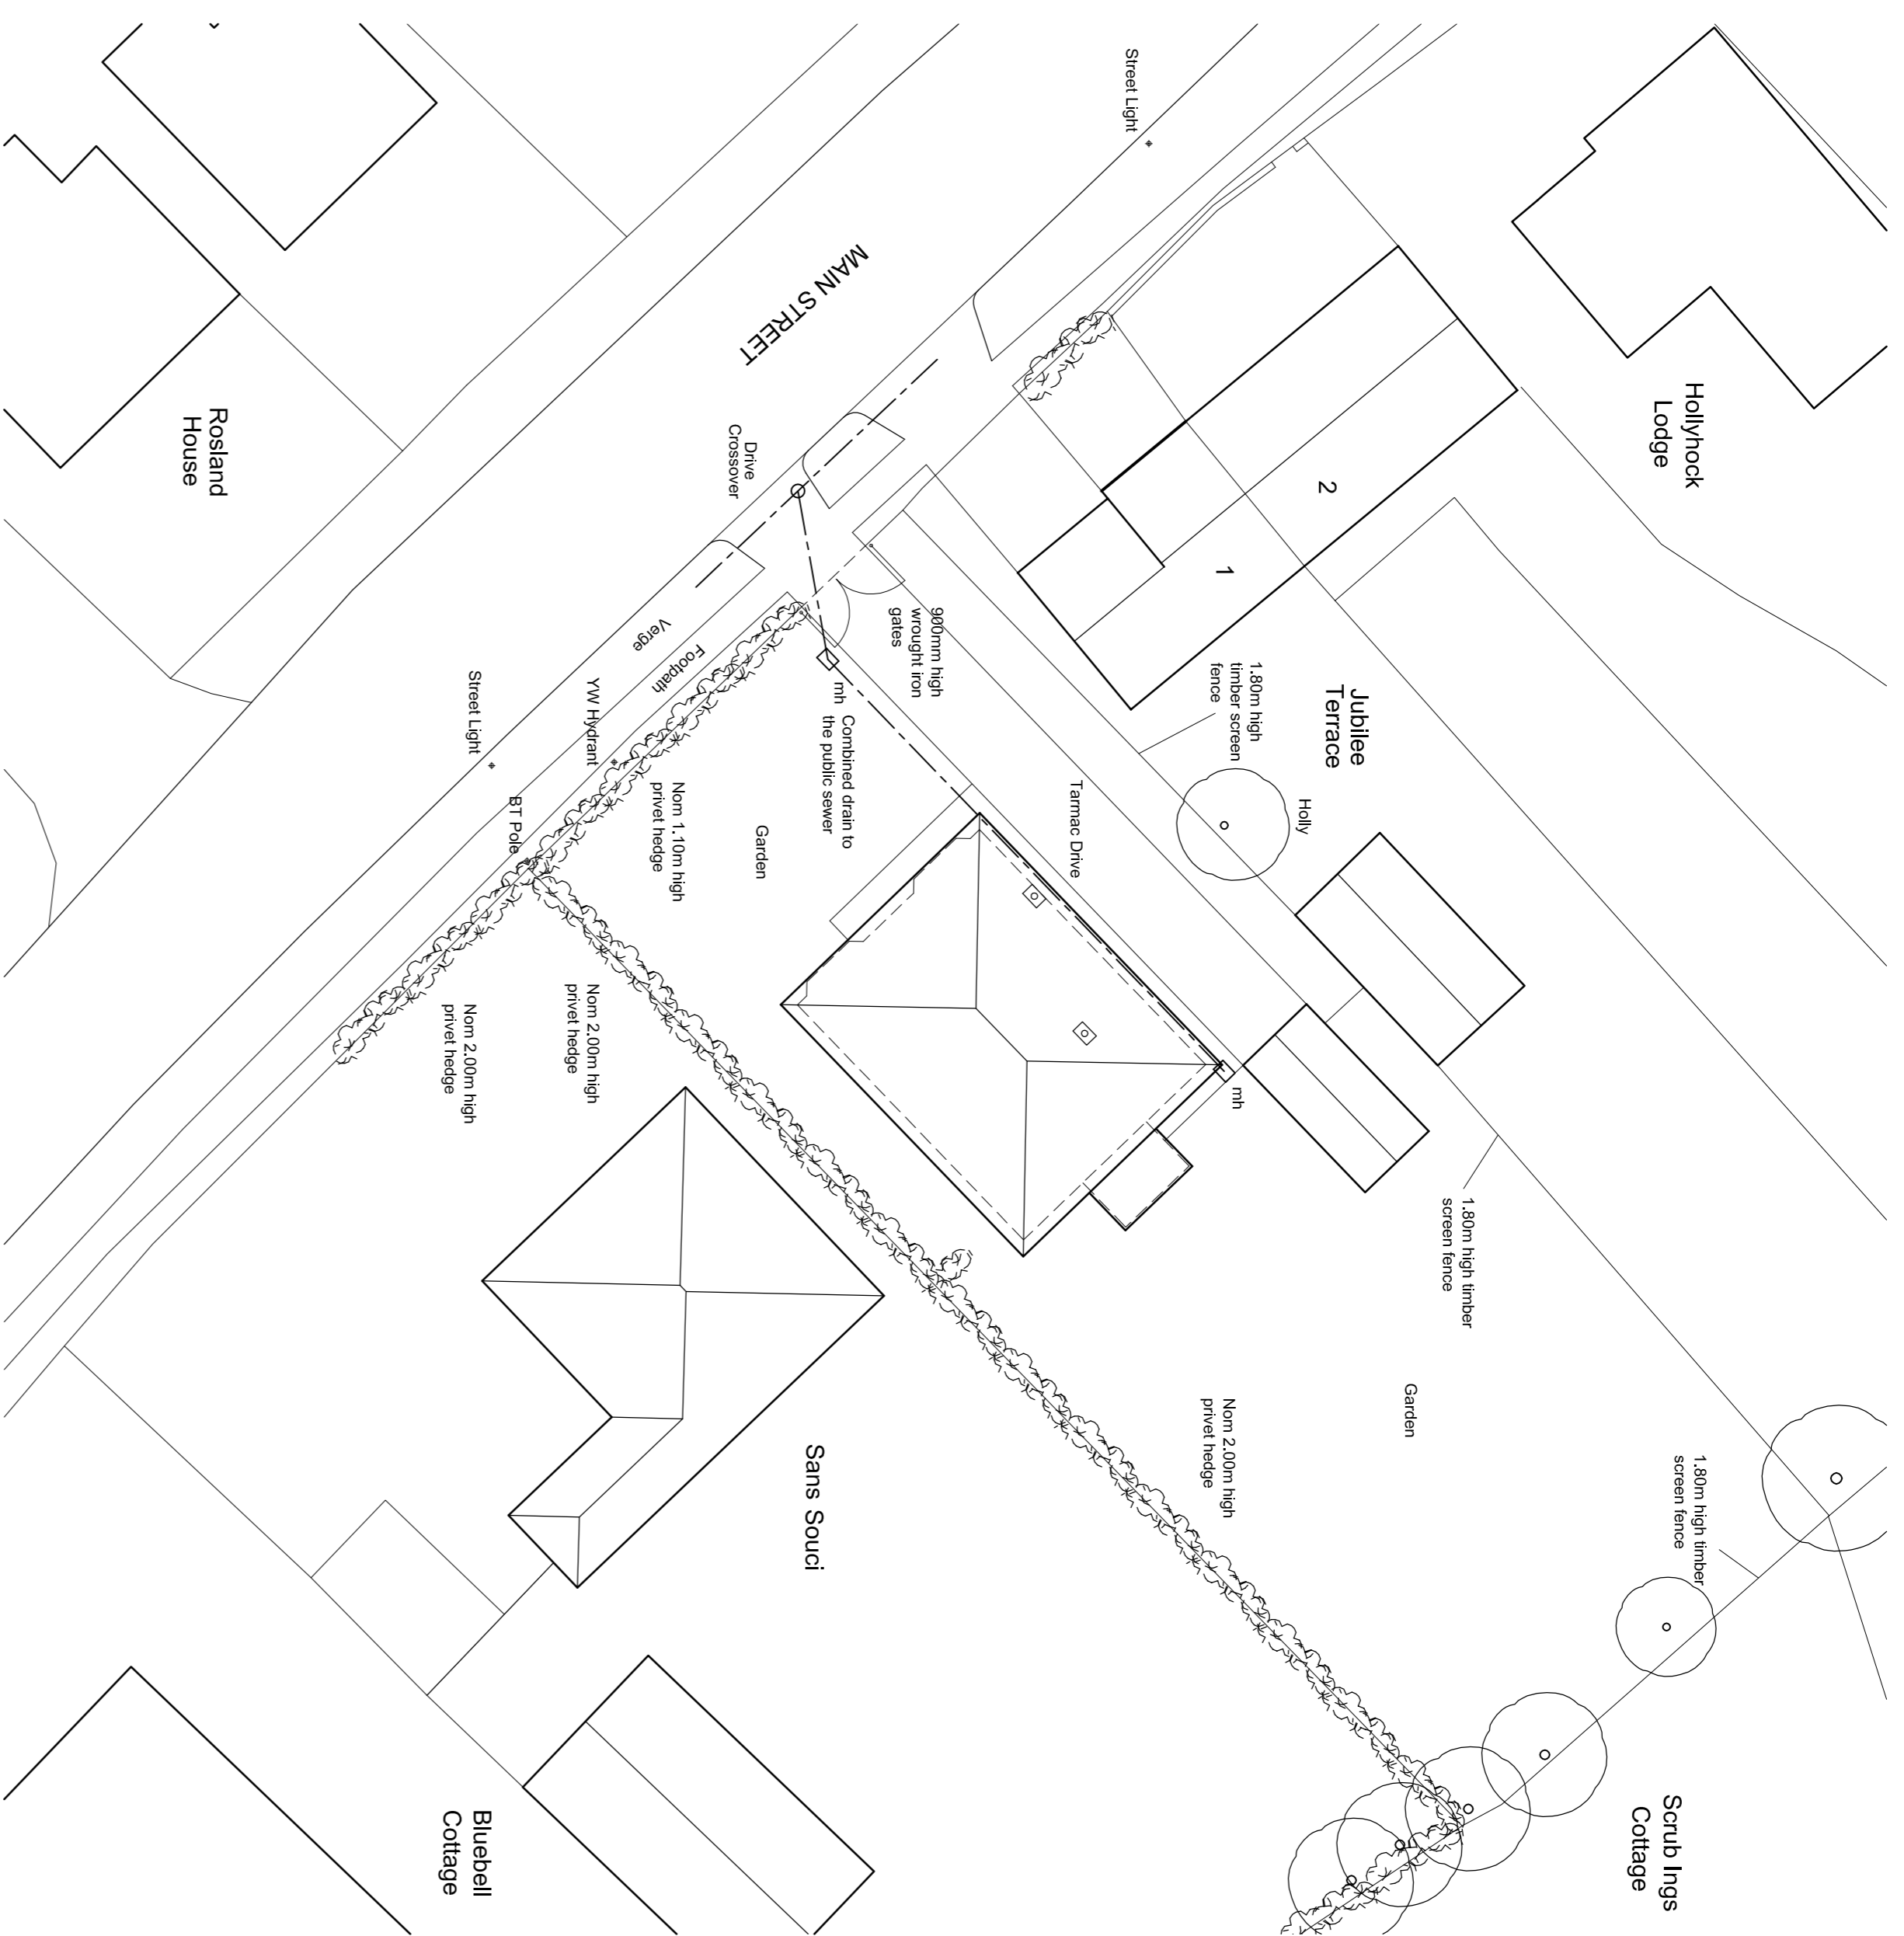 Street Light
MAIN STREET
Hollyhock
Lodge
Rosland
House
Drive
Crossover
2
1
900mm high
wrought iron
gates
1.80m high
timber screen
fence
Jubilee
Terrace
Holly
Verge
Footpath
Street Light
YW Hydrant
BT Pole
mh
Combined drain to
the public sewer
Nom 1.10m high
privet hedge
Garden
Tarmac Drive
Nom 2.00m high
privet hedge
Nom 2.00m high
privet hedge
mh
1.80m high timber
screen fence
Sans Souci
Nom 2.00m high
privet hedge
Garden
1.80m high timber
screen fence
Bluebell
Cottage
Scrub Ings
Cottage